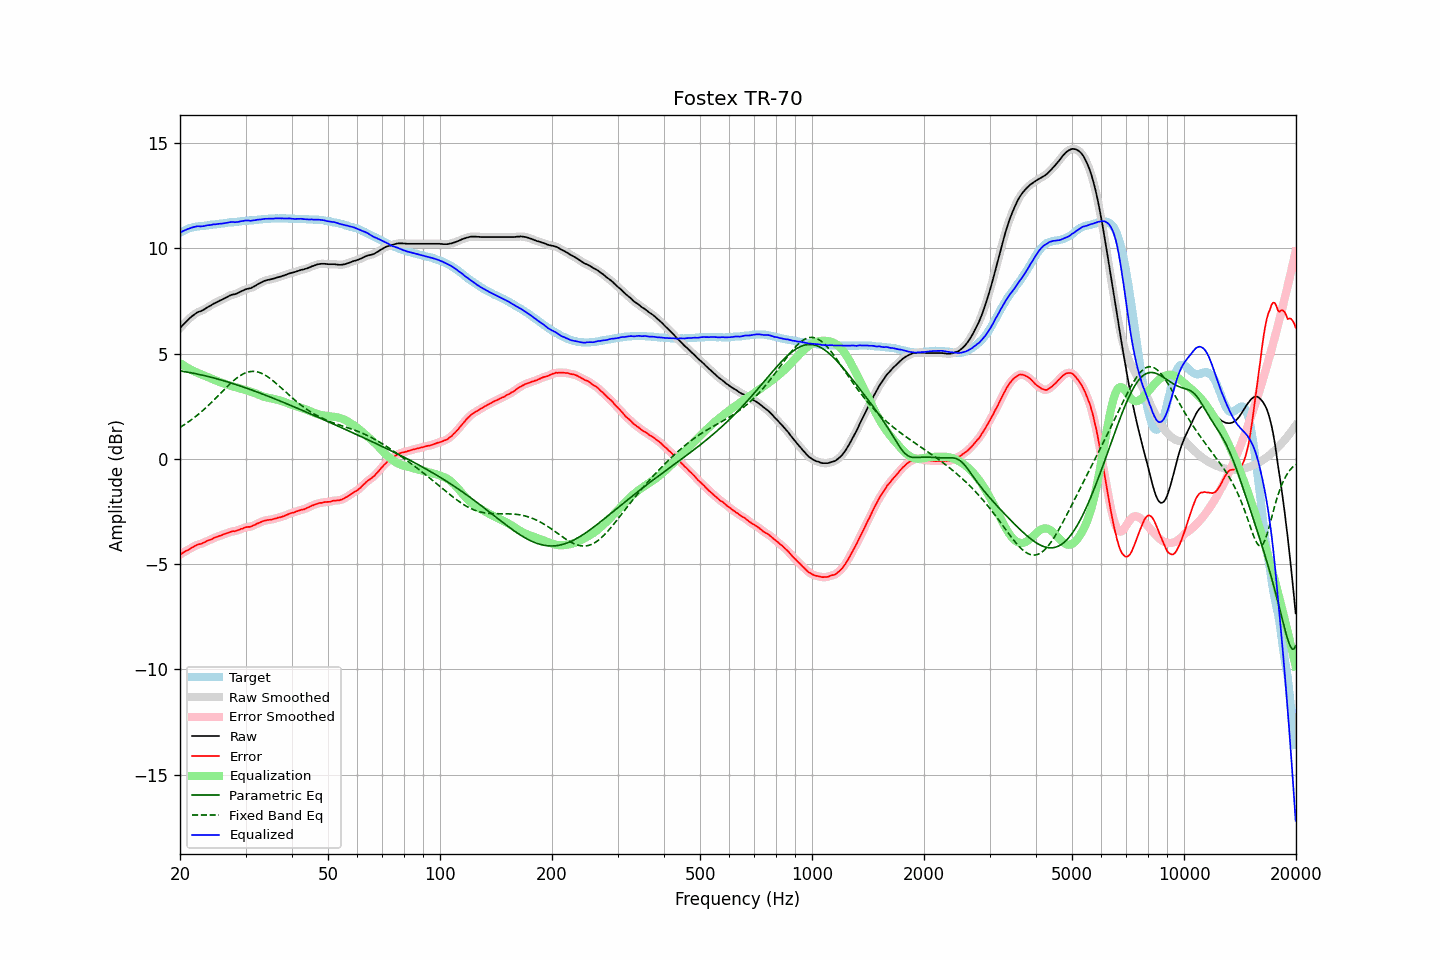 Fostex TR-70
Amplitude (dBr)
15
10
5
0
−5
−10
−15
Target
Raw Smoothed
Error Smoothed
Raw
Error
Equalization
Parametric Eq
Fixed Band Eq
Equalized
20 50 100 200 500 1000 2000 5000 10000 20000
Frequency (Hz)